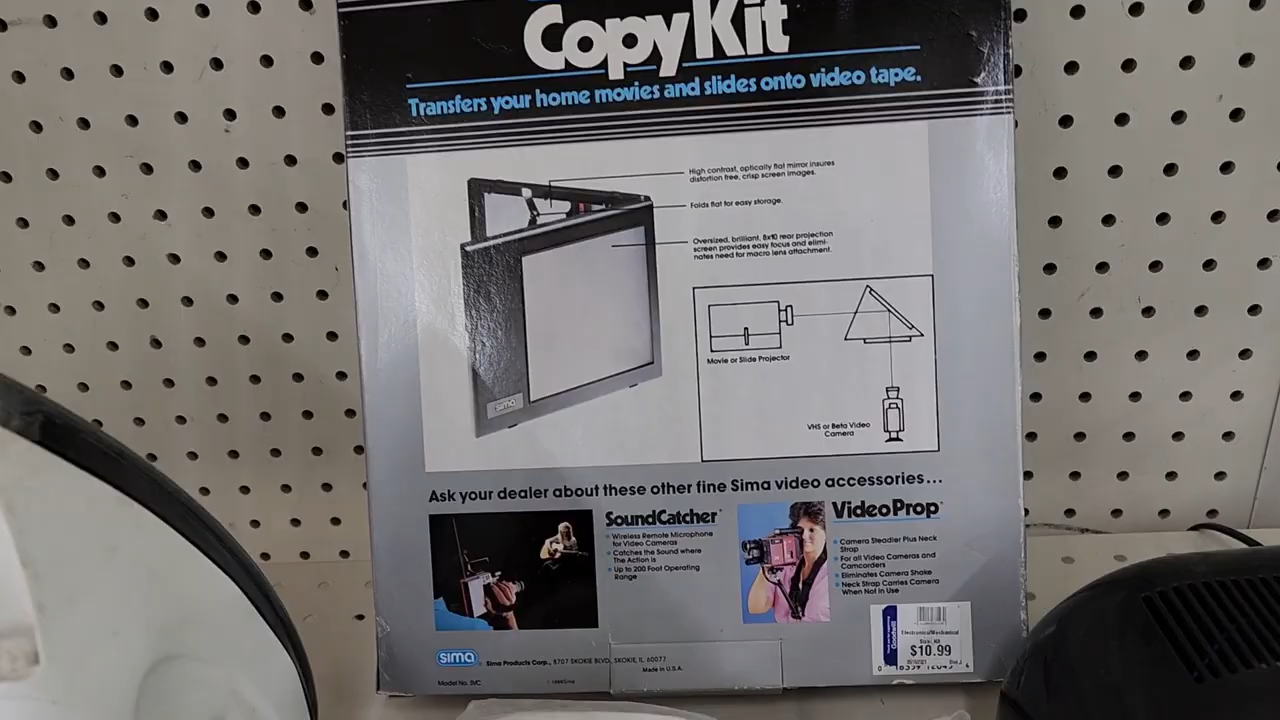 CopyKit
Transfers your home movies and slides onto video tape.
High contrast, optically flat mirror insures
distortion free, crisp screen images.
Folds flat for easy storage.
Oversized, brilliant, 8x10 rear projection
screen provides easy focus and elimi-
nates need for macro lens attachment.
sima
Movie or Slide Projector
VHS or Beta Video
Camera
Ask your dealer about these other fine Sima video accessories...
SoundCatcher
Wireless Remote Microphone
for Video Cameras
Catches the Sound where
The Action is
Up to 200 Foot Operating
Range
VideoProp
Camera Steadier Plus Neck
Strap
For all Video Cameras and
Camcorders
Eliminates Camera Shake
Neck Strap Carries Camera
When Not In Use
Goodwill
Electronics/Mechanical
$10.99
sima Sima Products Corp., 8707 SKOKIE BLVD, SKOKIE, IL 60077
Made in U.S.A.
Model No. SVC